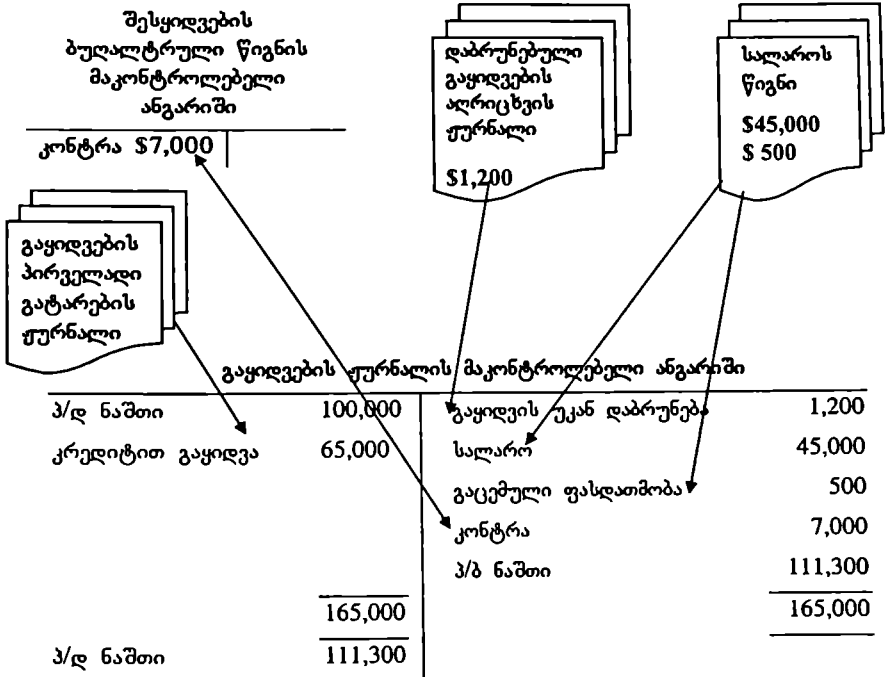 შესყიდვების
ბუღალტრული წიგნის
მაკონტროლებელი
ანგარიში
კონტრა $7,000
დაბრუნებული
გაყიდვების
აღრიცხვის
ჟურნალი
$1,200
სალაროს
წიგნი
$45,000
$ 500
გაყიდვების
პირველადი
გატარების
ჟურნალი
გაყიდვების ჟურნალის მაკონტროლებელი ანგარიში
პ/დ ნაშთი 100,000 გაყიდვის უკან დაბრუნება 1,200
კრედიტით გაყიდვა 65,000 სალარო 45,000
გაცემული ფასდათმობა 500
კონტრა 7,000
პ/ბ ნაშთი 111,300
165,000 165,000
პ/დ ნაშთი 111,300